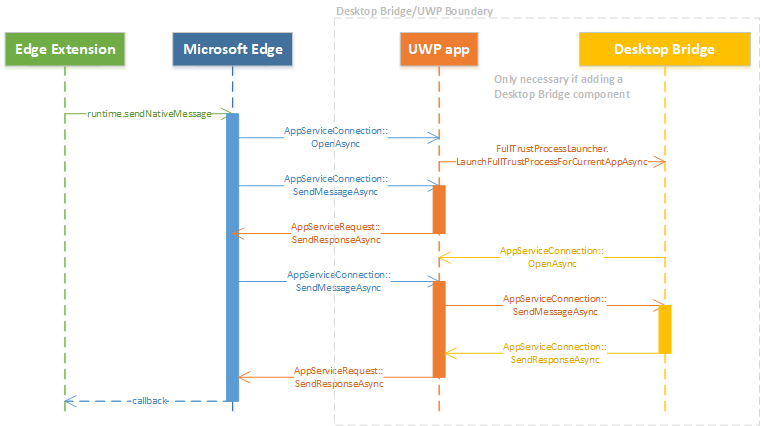 Desktop Bridge/UWP Boundary
Edge Extension
Microsoft Edge
UWP app
Desktop Bridge
Only necessary if adding a
Desktop Bridge component
runtime.sendNativeMessage
AppServiceConnection::
OpenAsync
FullTrustProcessLauncher.
LaunchFullTrustProcessForCurrentAppAsync
AppServiceConnection::
SendMessageAsync
AppServiceRequest::
SendResponseAsync
AppServiceConnection::
OpenAsync
AppServiceConnection::
SendMessageAsync
AppServiceConnection::
SendMessageAsync
AppServiceConnection::
SendResponseAsync
AppServiceRequest::
SendResponseAsync
callback